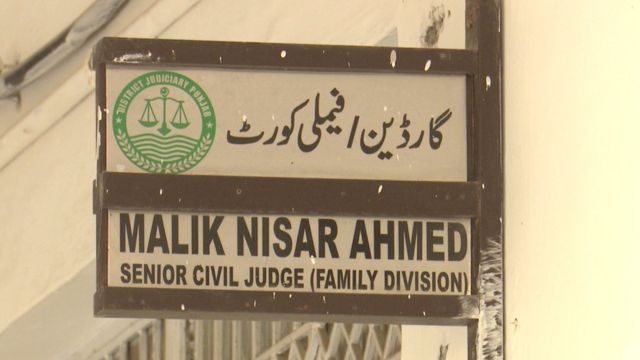 DISTRICT JUDICIARY PUNJAB
گارڈین/فیملی کورٹ
MALIK NISAR AHMED
SENIOR CIVIL JUDGE (FAMILY DIVISION)